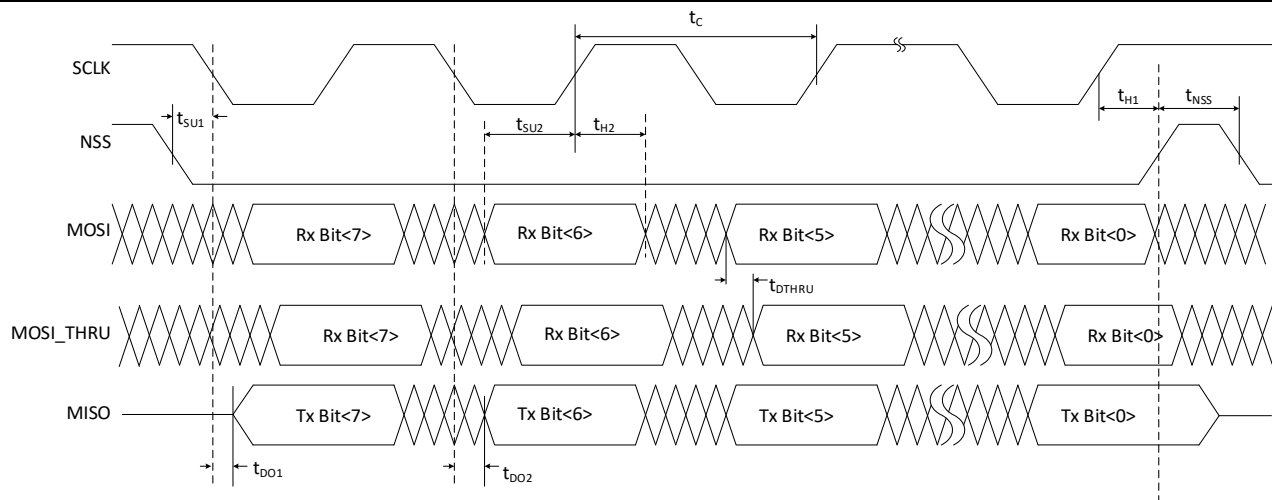 tC
SCLK
tH1
tNSS
tSU1
tSU2
tH2
NSS
MOSI
Rx Bit<7>
Rx Bit<6>
Rx Bit<5>
Rx Bit<0>
tDTHRU
MOSI_THRU
Rx Bit<7>
Rx Bit<6>
Rx Bit<5>
Rx Bit<0>
MISO
Tx Bit<7>
Tx Bit<6>
Tx Bit<5>
Tx Bit<0>
tDO1
tDO2